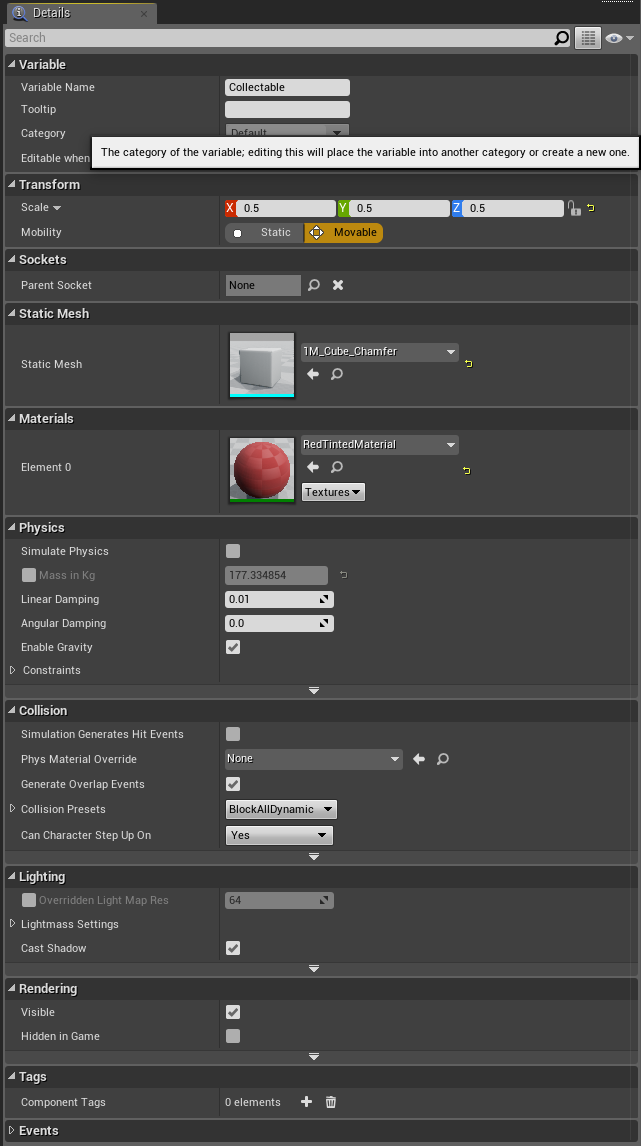 Details
Search
Variable
Variable Name Collectable
Tooltip
Category Default
The category of the variable; editing this will place the variable into another category or create a new one.
Editable when
Transform
Scale X 0.5 Y 0.5 Z 0.5
Mobility Static Movable
Sockets
Parent Socket None
Static Mesh
Static Mesh 1M_Cube_Chamfer
Materials
Element 0 RedTintedMaterial
Textures
Physics
Simulate Physics
Mass in Kg 177.334854
Linear Damping 0.01
Angular Damping 0.0
Enable Gravity
Constraints
Collision
Simulation Generates Hit Events
Phys Material Override None
Generate Overlap Events
Collision Presets BlockAllDynamic
Can Character Step Up On Yes
Lighting
Overridden Light Map Res 64
Lightmass Settings
Cast Shadow
Rendering
Visible
Hidden in Game
Tags
Component Tags 0 elements
Events